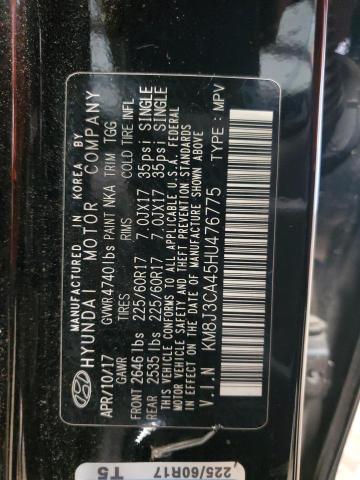 MANUFACTURED IN KOREA BY
HYUNDAI MOTOR COMPANY
APR/10/17 GVWR 4740lbs PAINT NKA TRIM TGG
GAWR TIRES RIMS COLD TIRE INFL
FRONT 2646 lbs 225/60R17 7.0JX17 35psi SINGLE
REAR 2535 lbs 225/60R17 7.0JX17 35psi SINGLE
THIS VEHICLE CONFORMS TO ALL APPLICABLE U.S.A. FEDERAL
MOTOR VEHICLE SAFETY, BUMPER, AND THEFT PREVENTION STANDARDS
IN EFFECT ON THE DATE OF MANUFACTURE SHOWN ABOVE.
V.I.N : KM8J3CA45HU476775 TYPE : MPV
225/60R17
T5